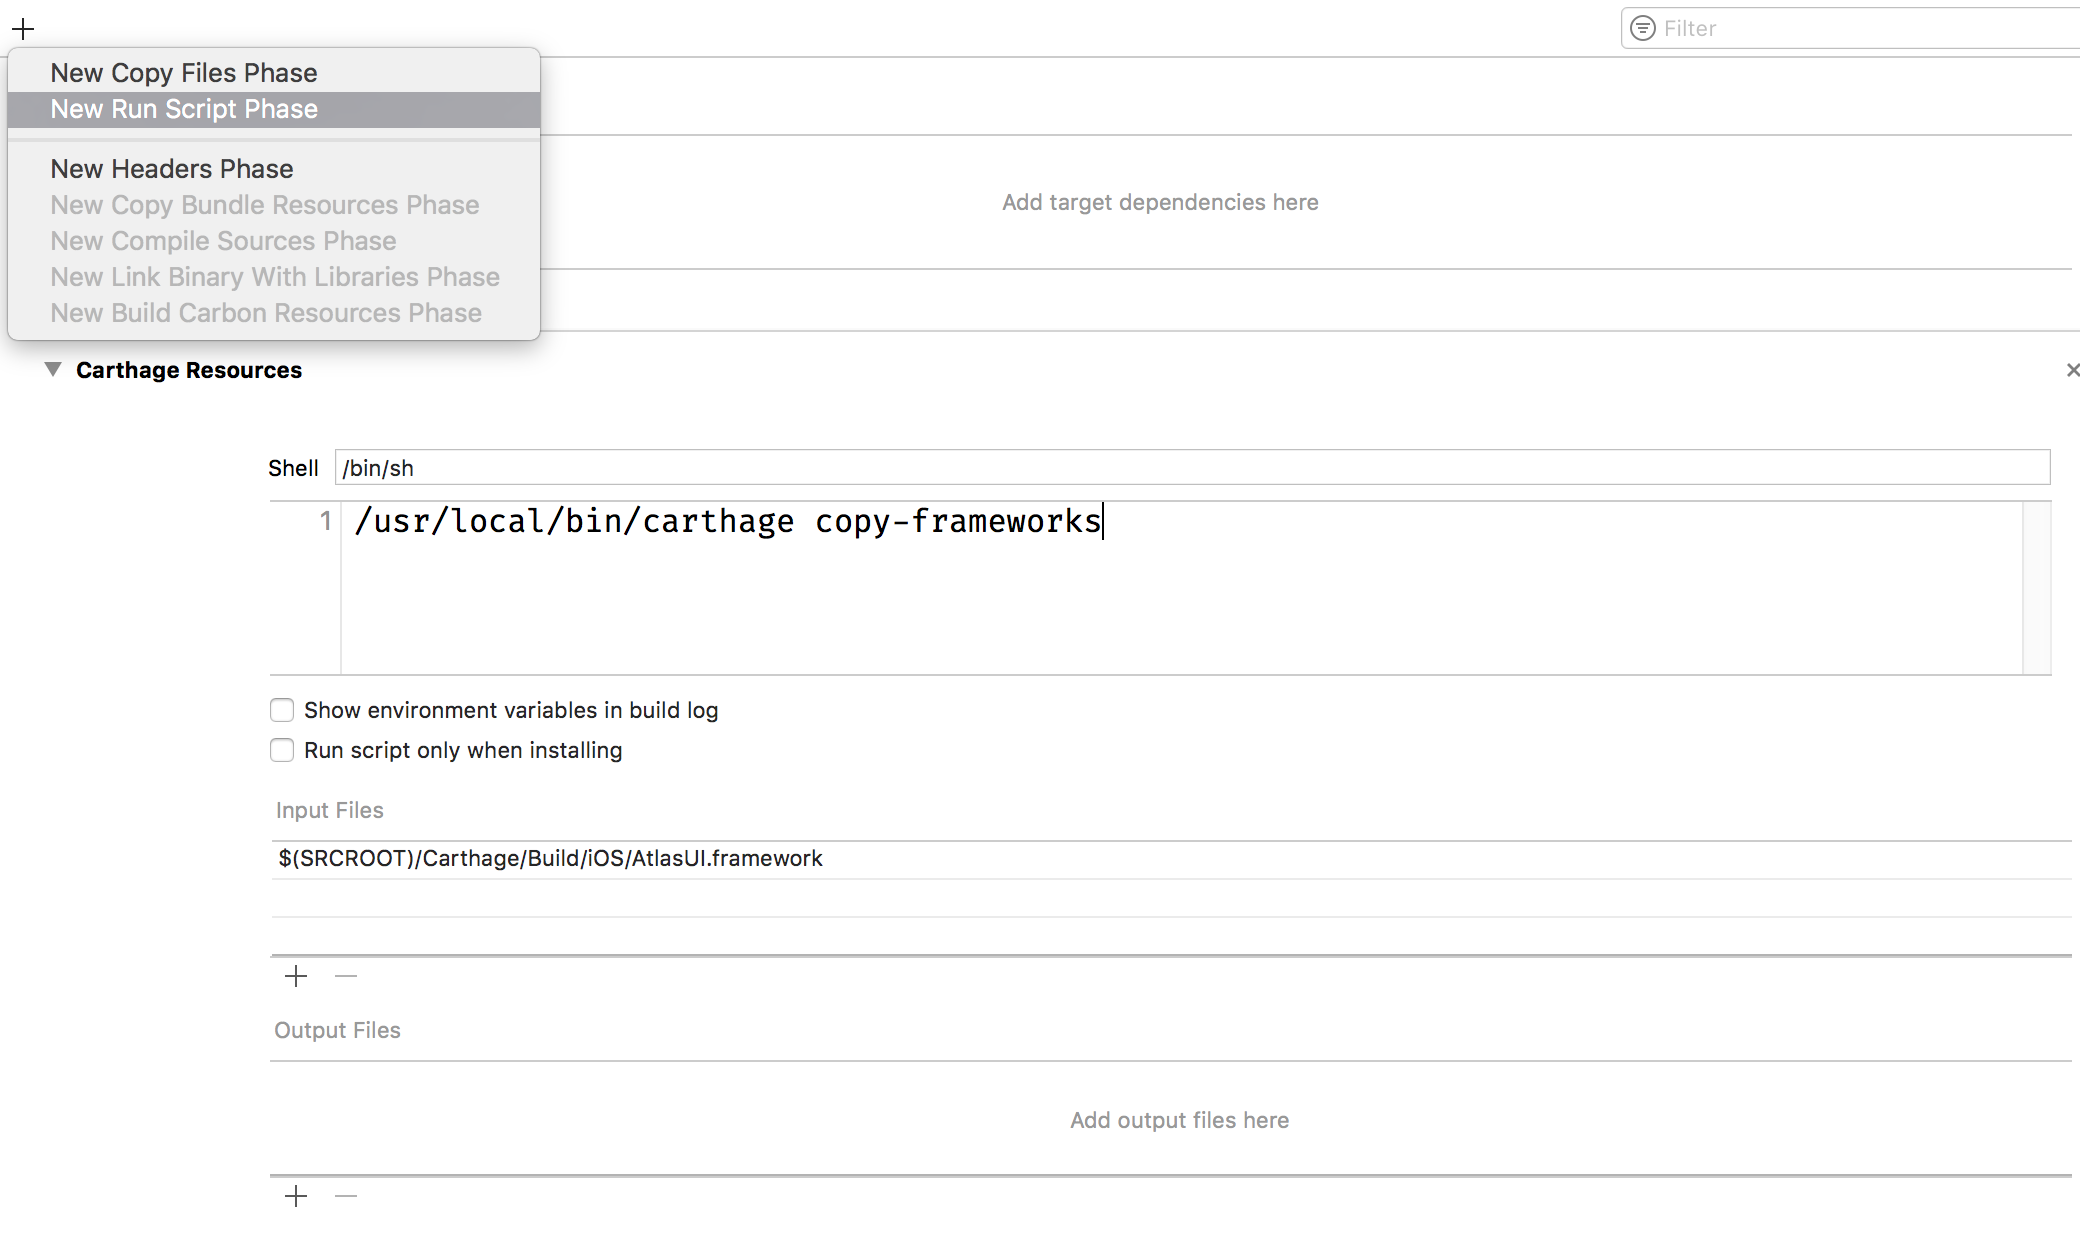 Filter
New Copy Files Phase
New Run Script Phase
New Headers Phase
New Copy Bundle Resources Phase
New Compile Sources Phase
New Link Binary With Libraries Phase
New Build Carbon Resources Phase
Add target dependencies here
Carthage Resources
Shell /bin/sh
1 /usr/local/bin/carthage copy-frameworks
Show environment variables in build log
Run script only when installing
Input Files
$(SRCROOT)/Carthage/Build/iOS/AtlasUI.framework
Output Files
Add output files here